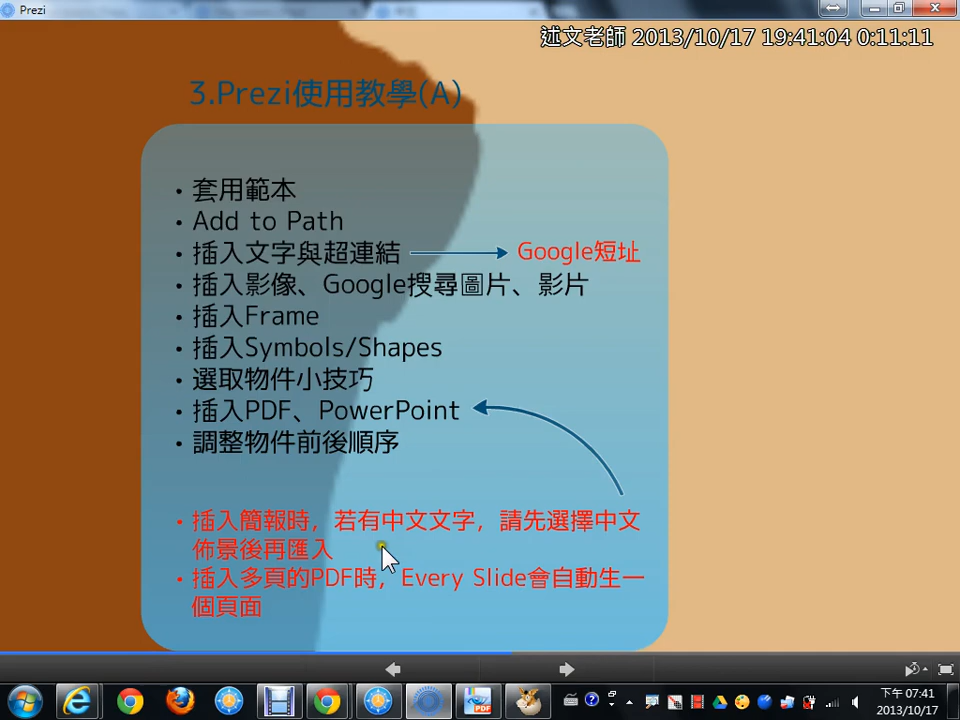 Prezi
述文老師 2013/10/17 19:41:04 0:11:11
3.Prezi使用教學(A)
• 套用範本
• Add to Path
• 插入文字與超連結
Google短址
• 插入影像、Google搜尋圖片、影片
• 插入Frame
• 插入Symbols/Shapes
• 選取物件小技巧
• 插入PDF、PowerPoint
• 調整物件前後順序
• 插入簡報時，若有中文文字，請先選擇中文
佈景後再匯入
• 插入多頁的PDF時，Every Slide會自動生一
個頁面
PDF
下午 07:41
2013/10/17